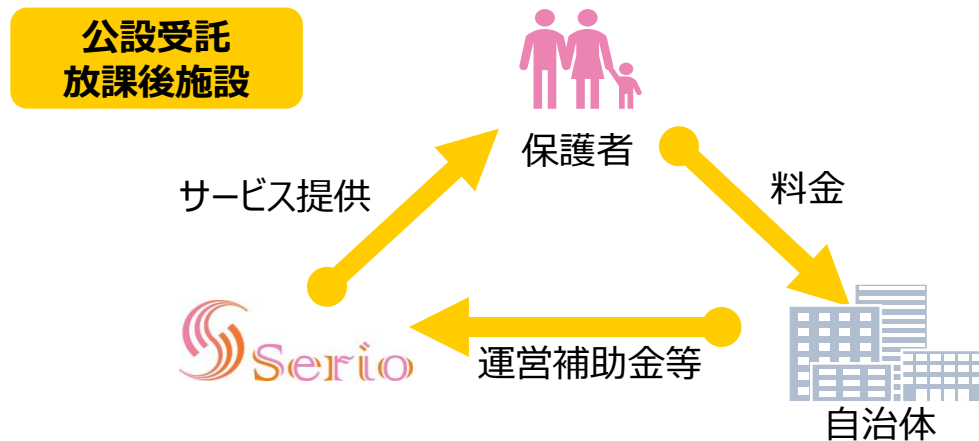 公設受託
放課後施設
保護者
サービス提供
料金
Serio
運営補助金等
自治体